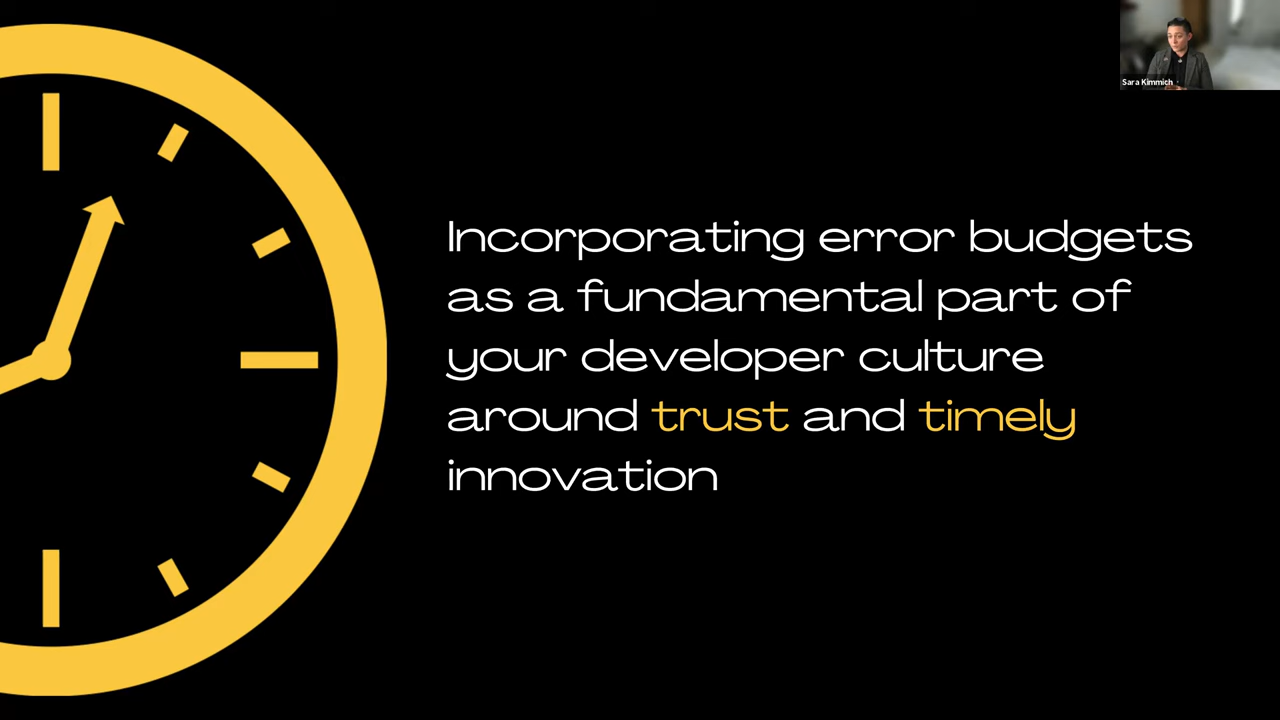 Sara Kimmich
Incorporating error budgets
as a fundamental part of
your developer culture
around trust and timely
innovation